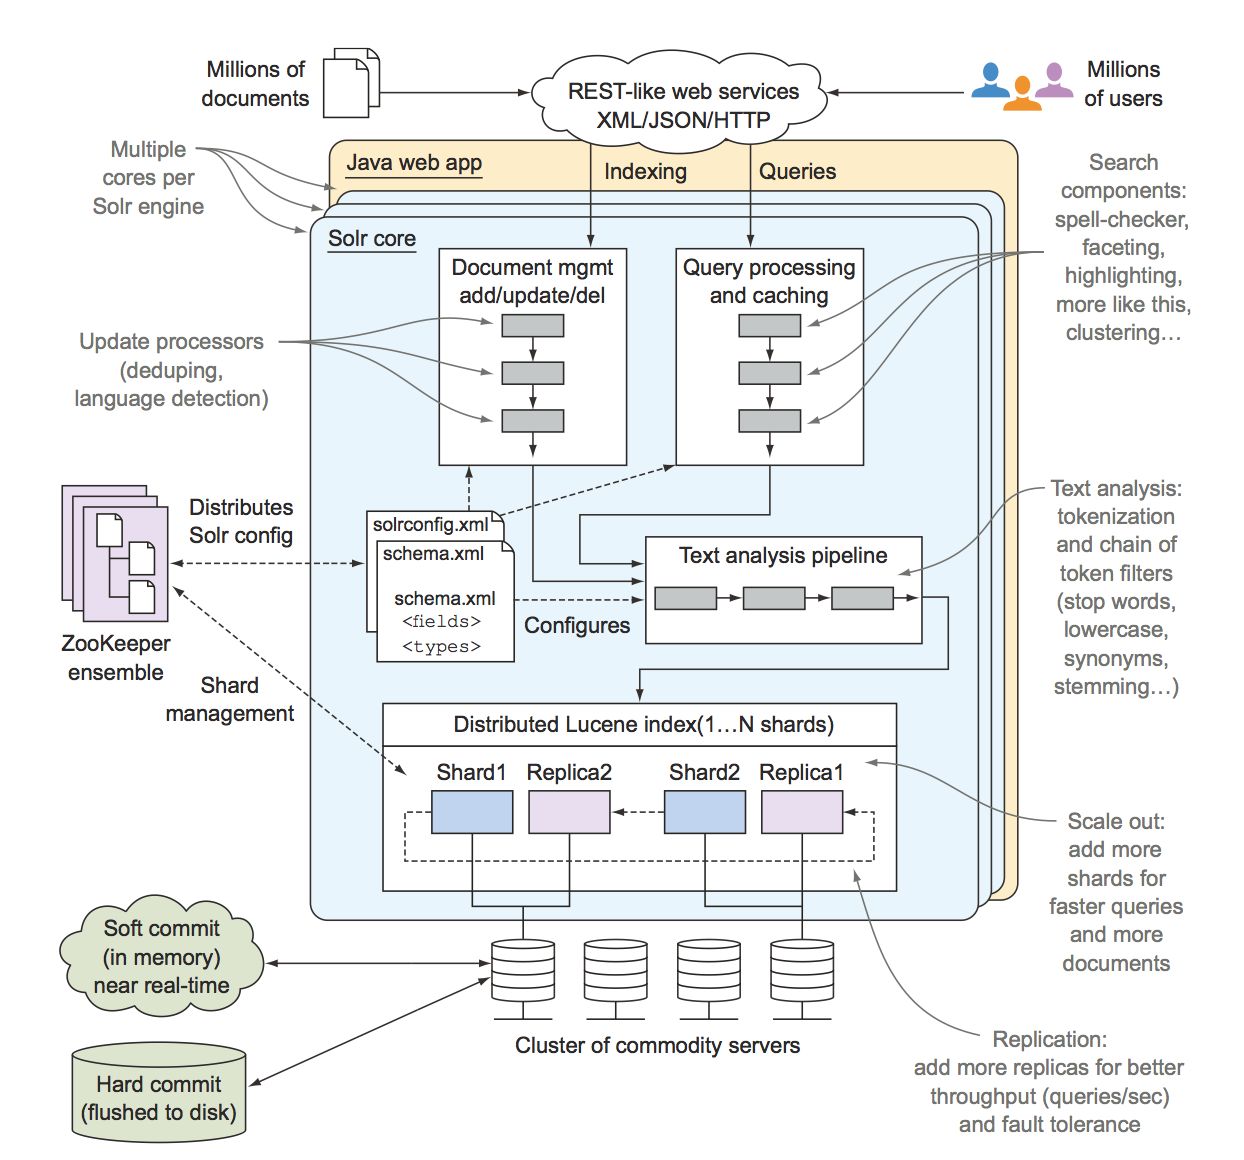 Millions of
documents
REST-like web services
XML/JSON/HTTP
Millions
of users
Multiple
cores per
Solr engine
Java web app
Indexing
Queries
Search
components:
spell-checker,
faceting,
highlighting,
more like this,
clustering…
Solr core
Document mgmt
add/update/del
Query processing
and caching
Update processors
(deduping,
language detection)
Distributes
Solr config
solrconfig.xml
schema.xml
schema.xml
<fields>
<types>
Configures
Text analysis pipeline
Text analysis:
tokenization
and chain of
token filters
(stop words,
lowercase,
synonyms,
stemming…)
ZooKeeper
ensemble
Shard
management
Distributed Lucene index(1…N shards)
Shard1
Replica2
Shard2
Replica1
Scale out:
add more
shards for
faster queries
and more
documents
Soft commit
(in memory)
near real-time
Cluster of commodity servers
Hard commit
(flushed to disk)
Replication:
add more replicas for better
throughput (queries/sec)
and fault tolerance